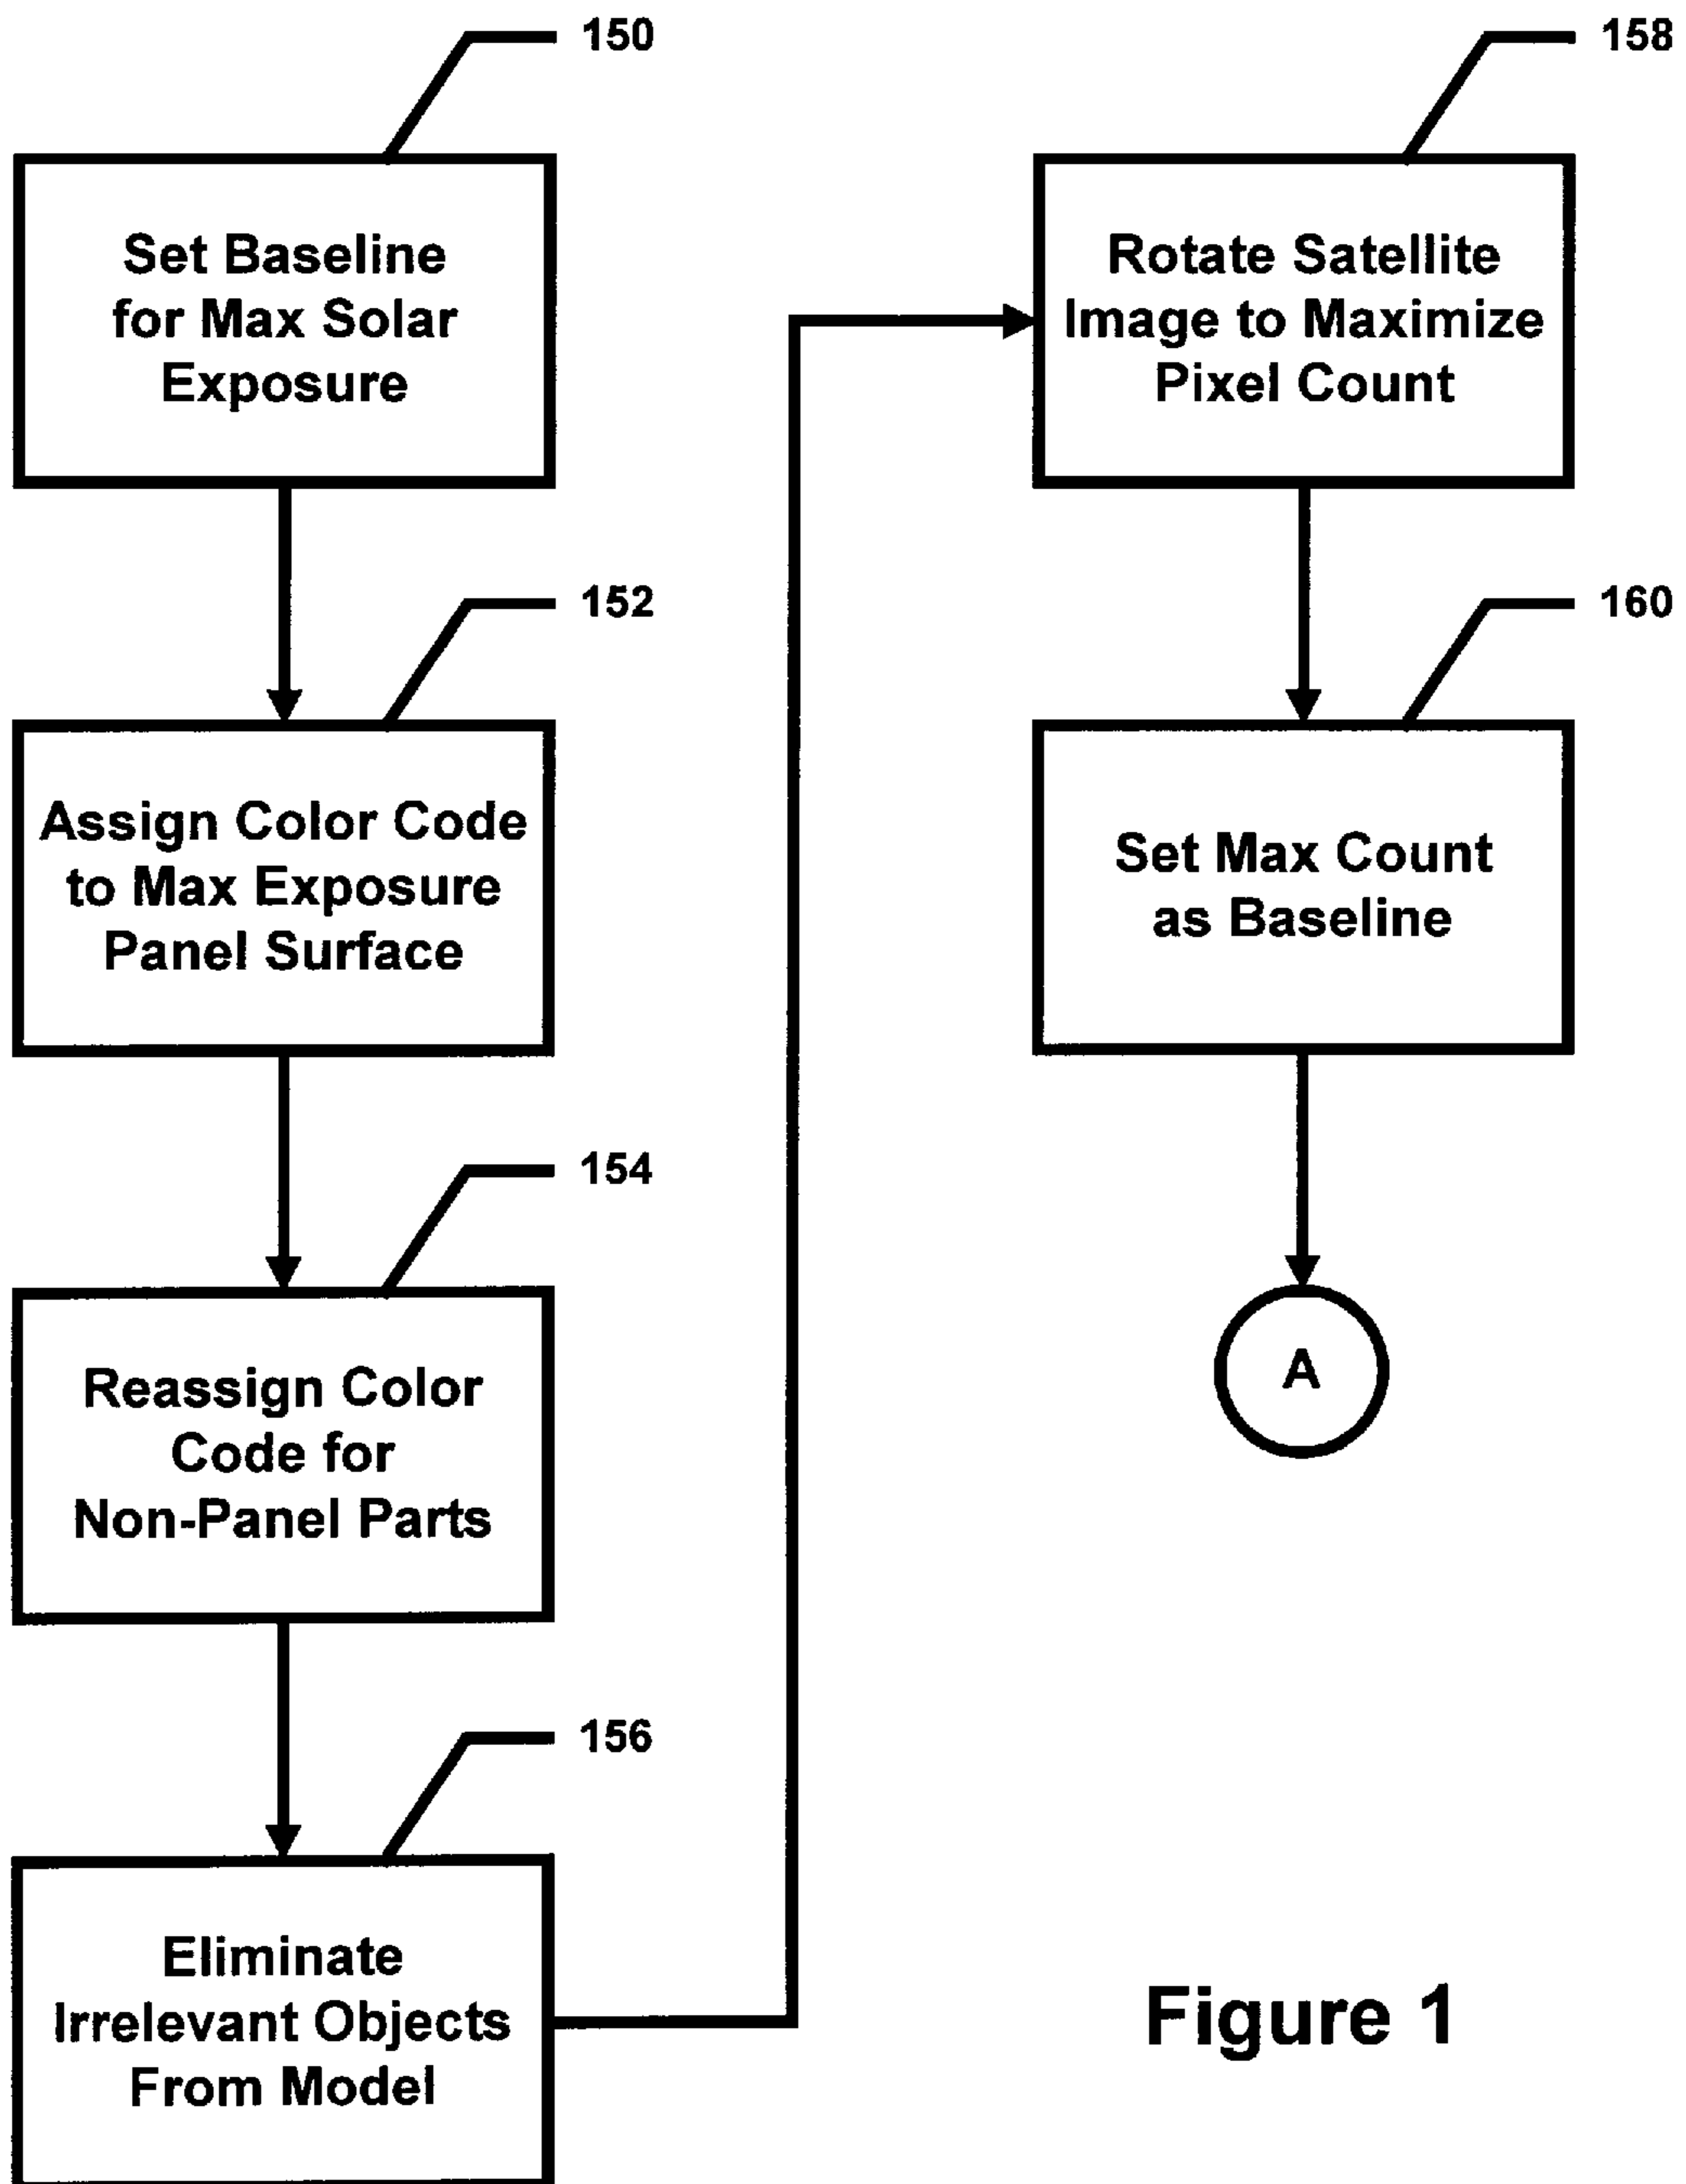 150
Set Baseline
for Max Solar
Exposure
152
Assign Color Code
to Max Exposure
Panel Surface
154
Reassign Color
Code for
Non-Panel Parts
156
Eliminate
Irrelevant Objects
From Model
158
Rotate Satellite
Image to Maximize
Pixel Count
160
Set Max Count
as Baseline
A
Figure 1